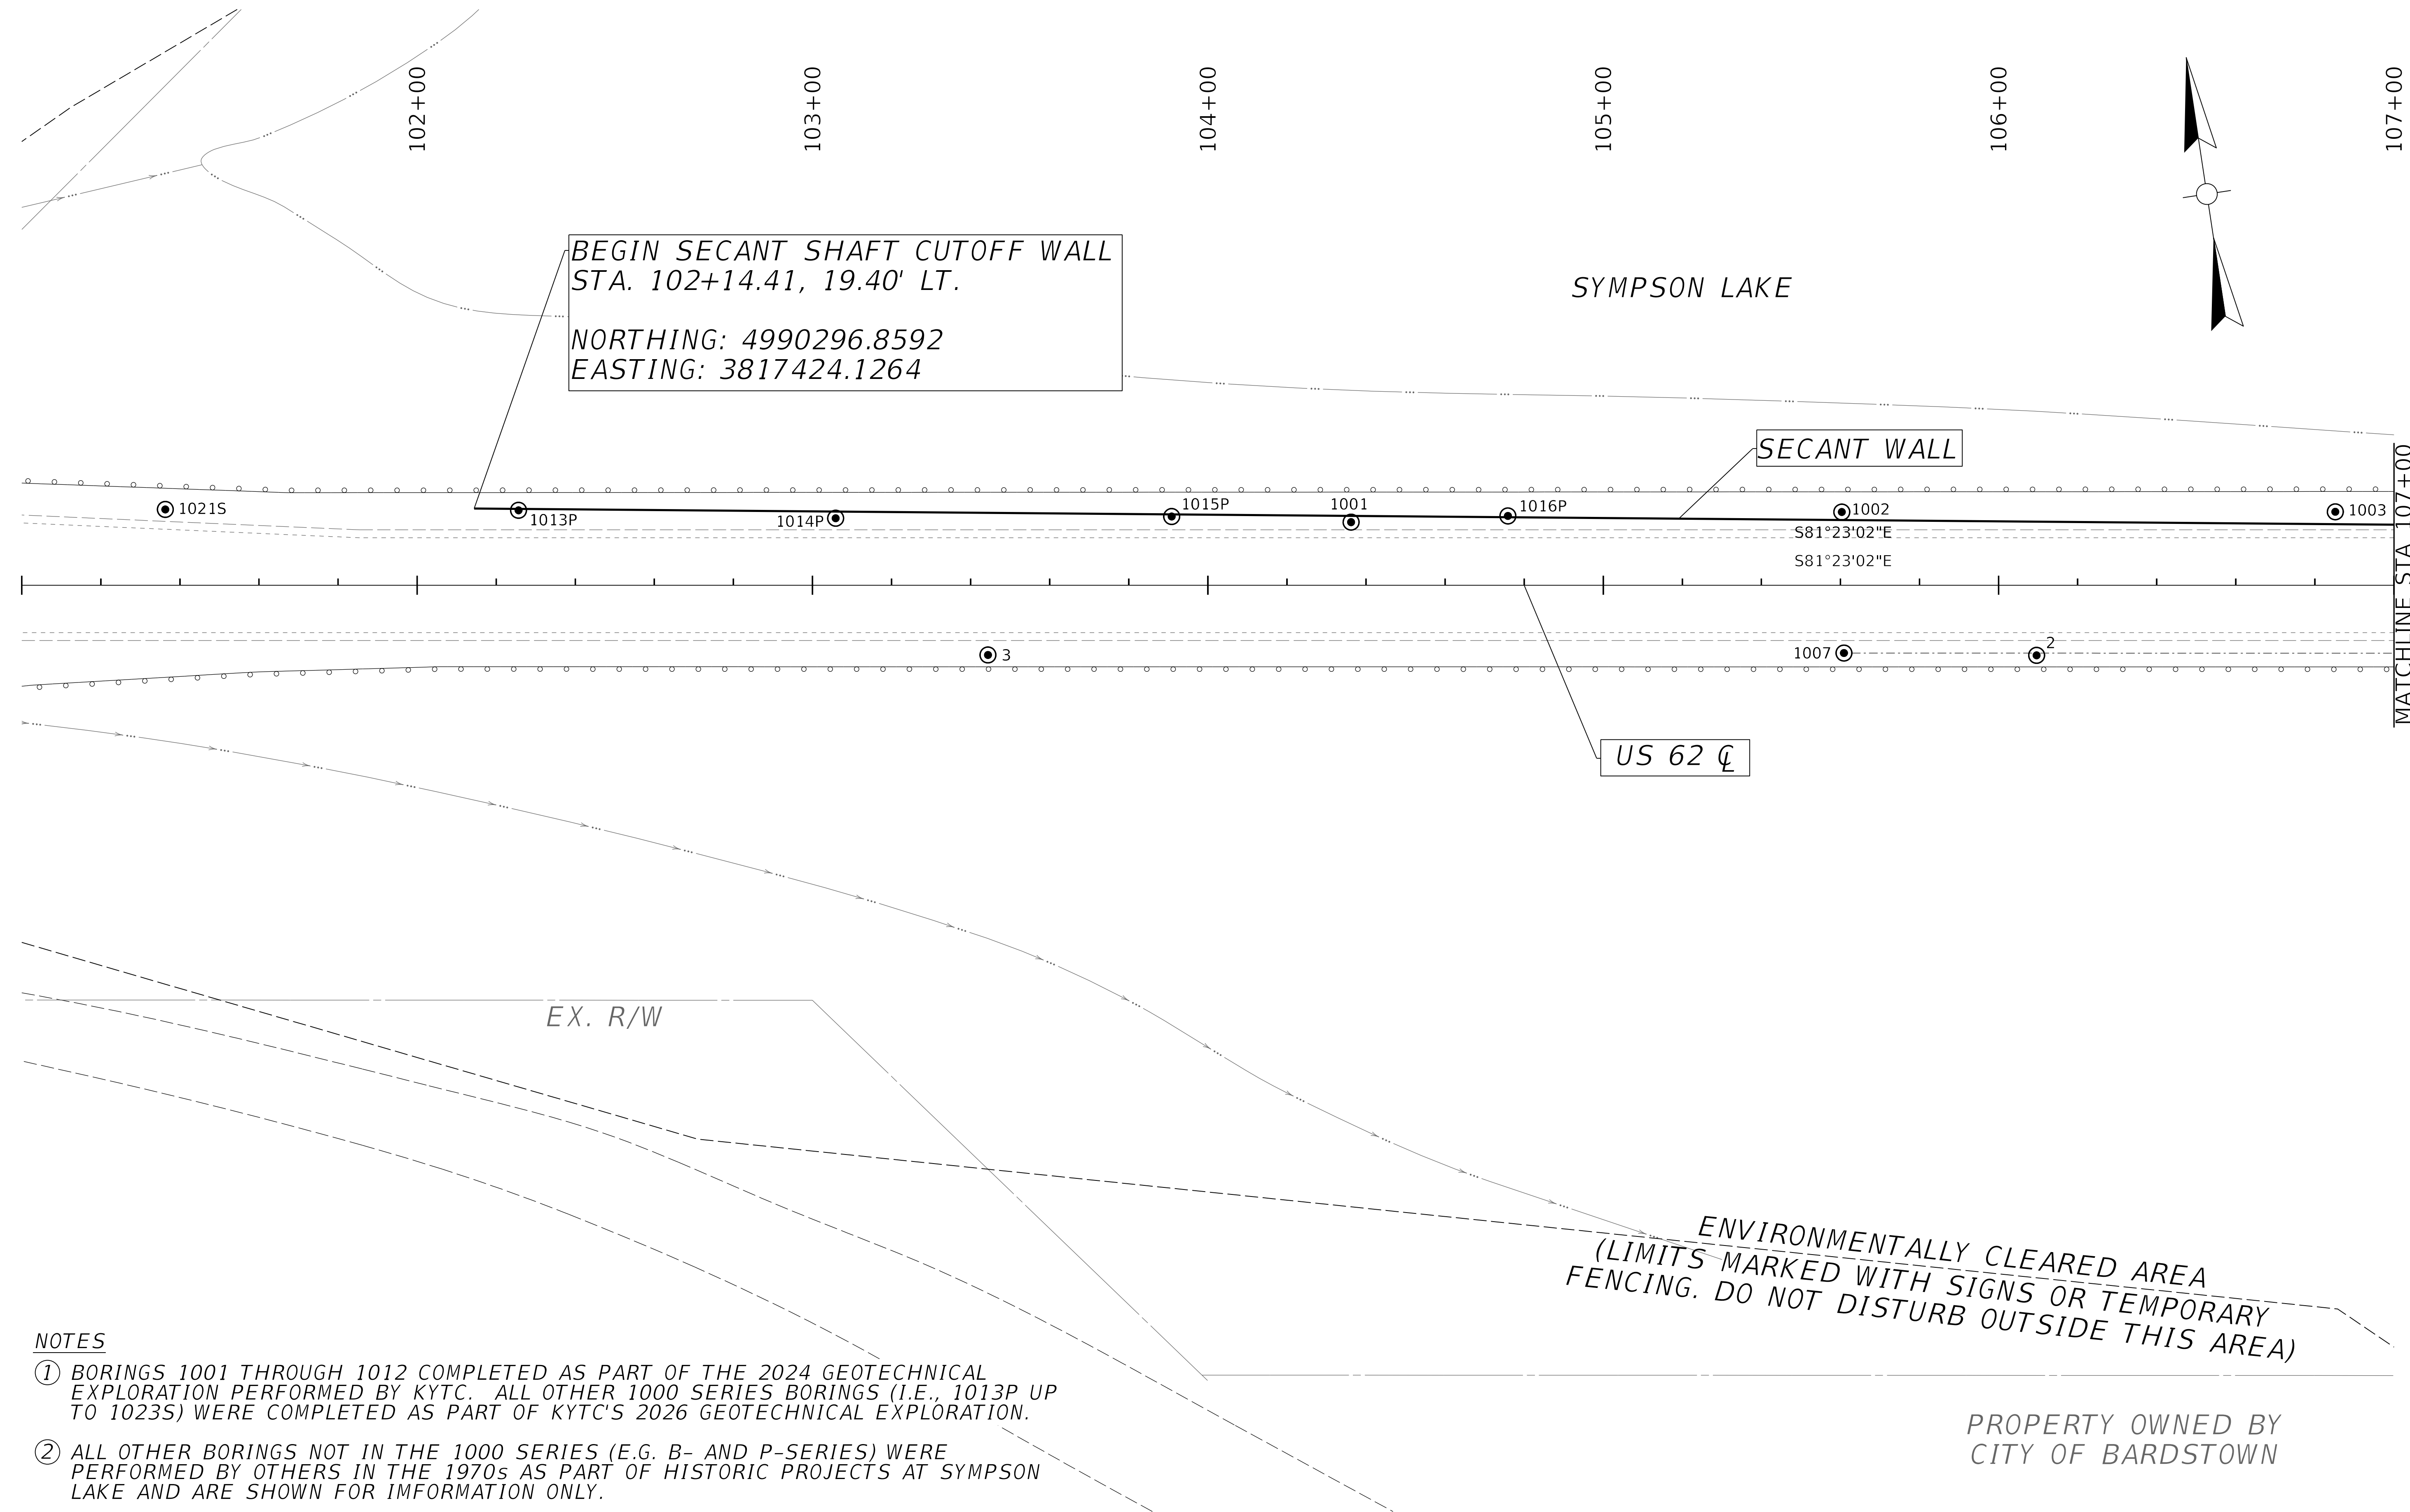 102+00
103+00
104+00
105+00
106+00
107+00
BEGIN SECANT SHAFT CUTOFF WALL
STA. 102+14.41, 19.40' LT.
NORTHING: 4990296.8592
EASTING: 3817424.1264
SYMPSON LAKE
SECANT WALL
1021S
1013P
1014P
1015P
1001
1016P
1002
1003
S81°23'02"E
S81°23'02"E
MATCHLINE STA 107+00
3
1007
2
US 62 ℄
EX. R/W
ENVIRONMENTALLY CLEARED AREA
(LIMITS MARKED WITH SIGNS OR TEMPORARY
FENCING. DO NOT DISTURB OUTSIDE THIS AREA)
NOTES
① BORINGS 1001 THROUGH 1012 COMPLETED AS PART OF THE 2024 GEOTECHNICAL
EXPLORATION PERFORMED BY KYTC. ALL OTHER 1000 SERIES BORINGS (I.E., 1013P UP
TO 1023S) WERE COMPLETED AS PART OF KYTC'S 2026 GEOTECHNICAL EXPLORATION.
② ALL OTHER BORINGS NOT IN THE 1000 SERIES (E.G. B- AND P-SERIES) WERE
PERFORMED BY OTHERS IN THE 1970s AS PART OF HISTORIC PROJECTS AT SYMPSON
LAKE AND ARE SHOWN FOR IMFORMATION ONLY.
PROPERTY OWNED BY
CITY OF BARDSTOWN